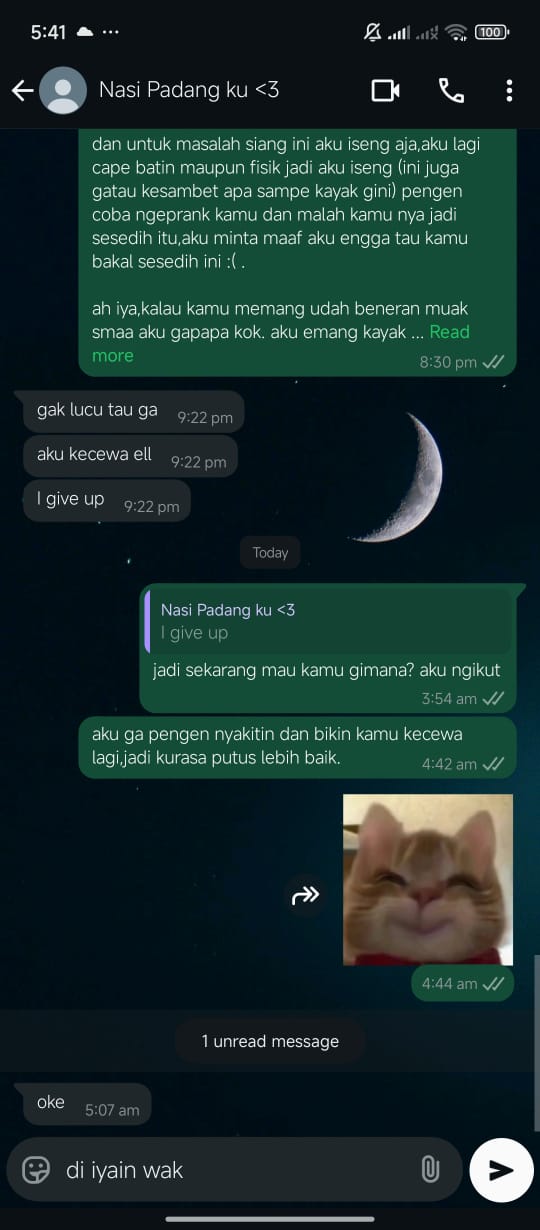 5:41
100
Nasi Padang ku <3
dan untuk masalah siang ini aku iseng aja,aku lagi
cape batin maupun fisik jadi aku iseng (ini juga
gatau kesambet apa sampe kayak gini) pengen
coba ngeprank kamu dan malah kamu nya jadi
sesedih itu,aku minta maaf aku engga tau kamu
bakal sesedih ini :( .
ah iya,kalau kamu memang udah beneran muak
smaa aku gapapa kok. aku emang kayak ... Read
more
8:30 pm
gak lucu tau ga 9:22 pm
aku kecewa ell 9:22 pm
I give up 9:22 pm
Today
Nasi Padang ku <3
I give up
jadi sekarang mau kamu gimana? aku ngikut
3:54 am
aku ga pengen nyakitin dan bikin kamu kecewa
lagi,jadi kurasa putus lebih baik.
4:42 am
4:44 am
1 unread message
oke 5:07 am
di iyain wak